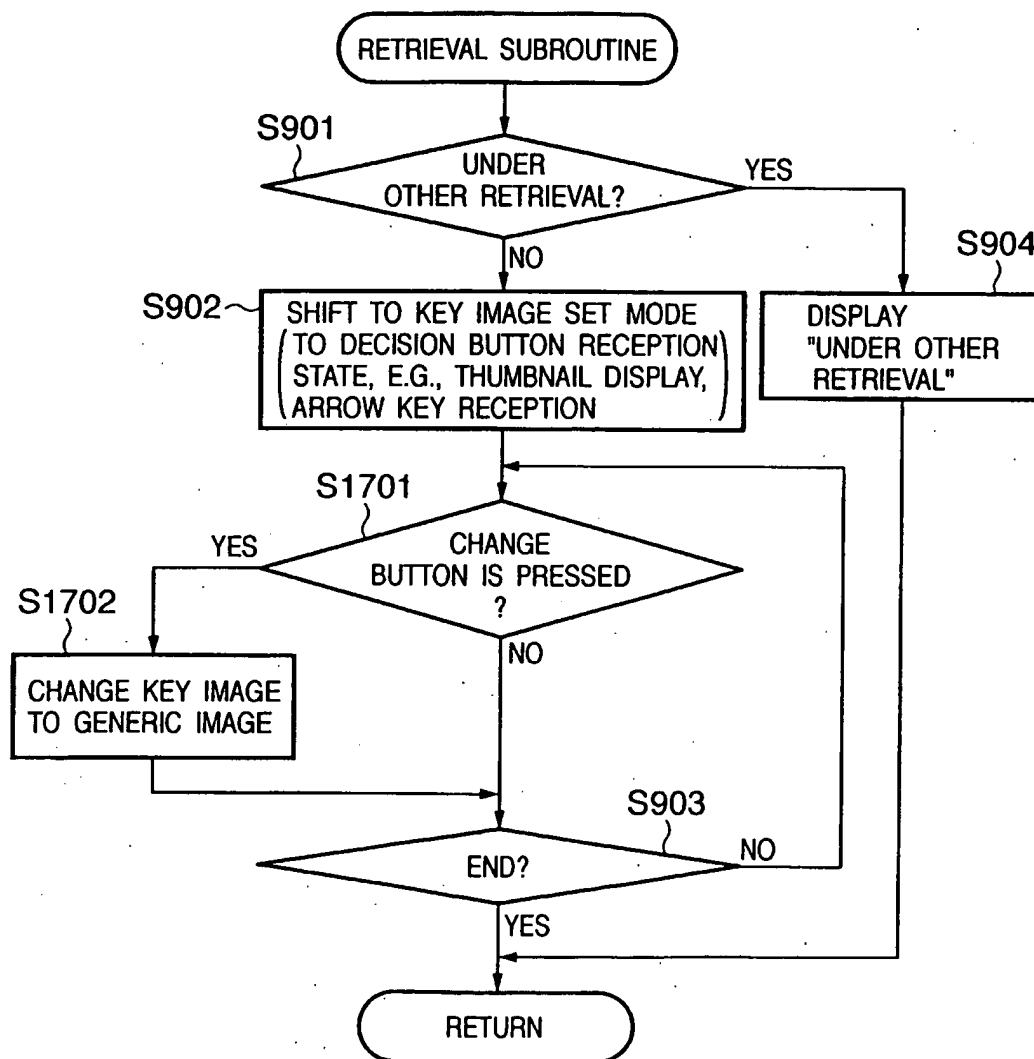 RETRIEVAL SUBROUTINE
S901
UNDER
OTHER RETRIEVAL?
YES
NO
S904
DISPLAY
"UNDER OTHER
RETRIEVAL"
S902
SHIFT TO KEY IMAGE SET MODE
(TO DECISION BUTTON RECEPTION
STATE, E.G., THUMBNAIL DISPLAY,
ARROW KEY RECEPTION)
S1701
CHANGE
BUTTON IS PRESSED
?
YES
NO
S1702
CHANGE KEY IMAGE
TO GENERIC IMAGE
S903
END?
NO
YES
RETURN